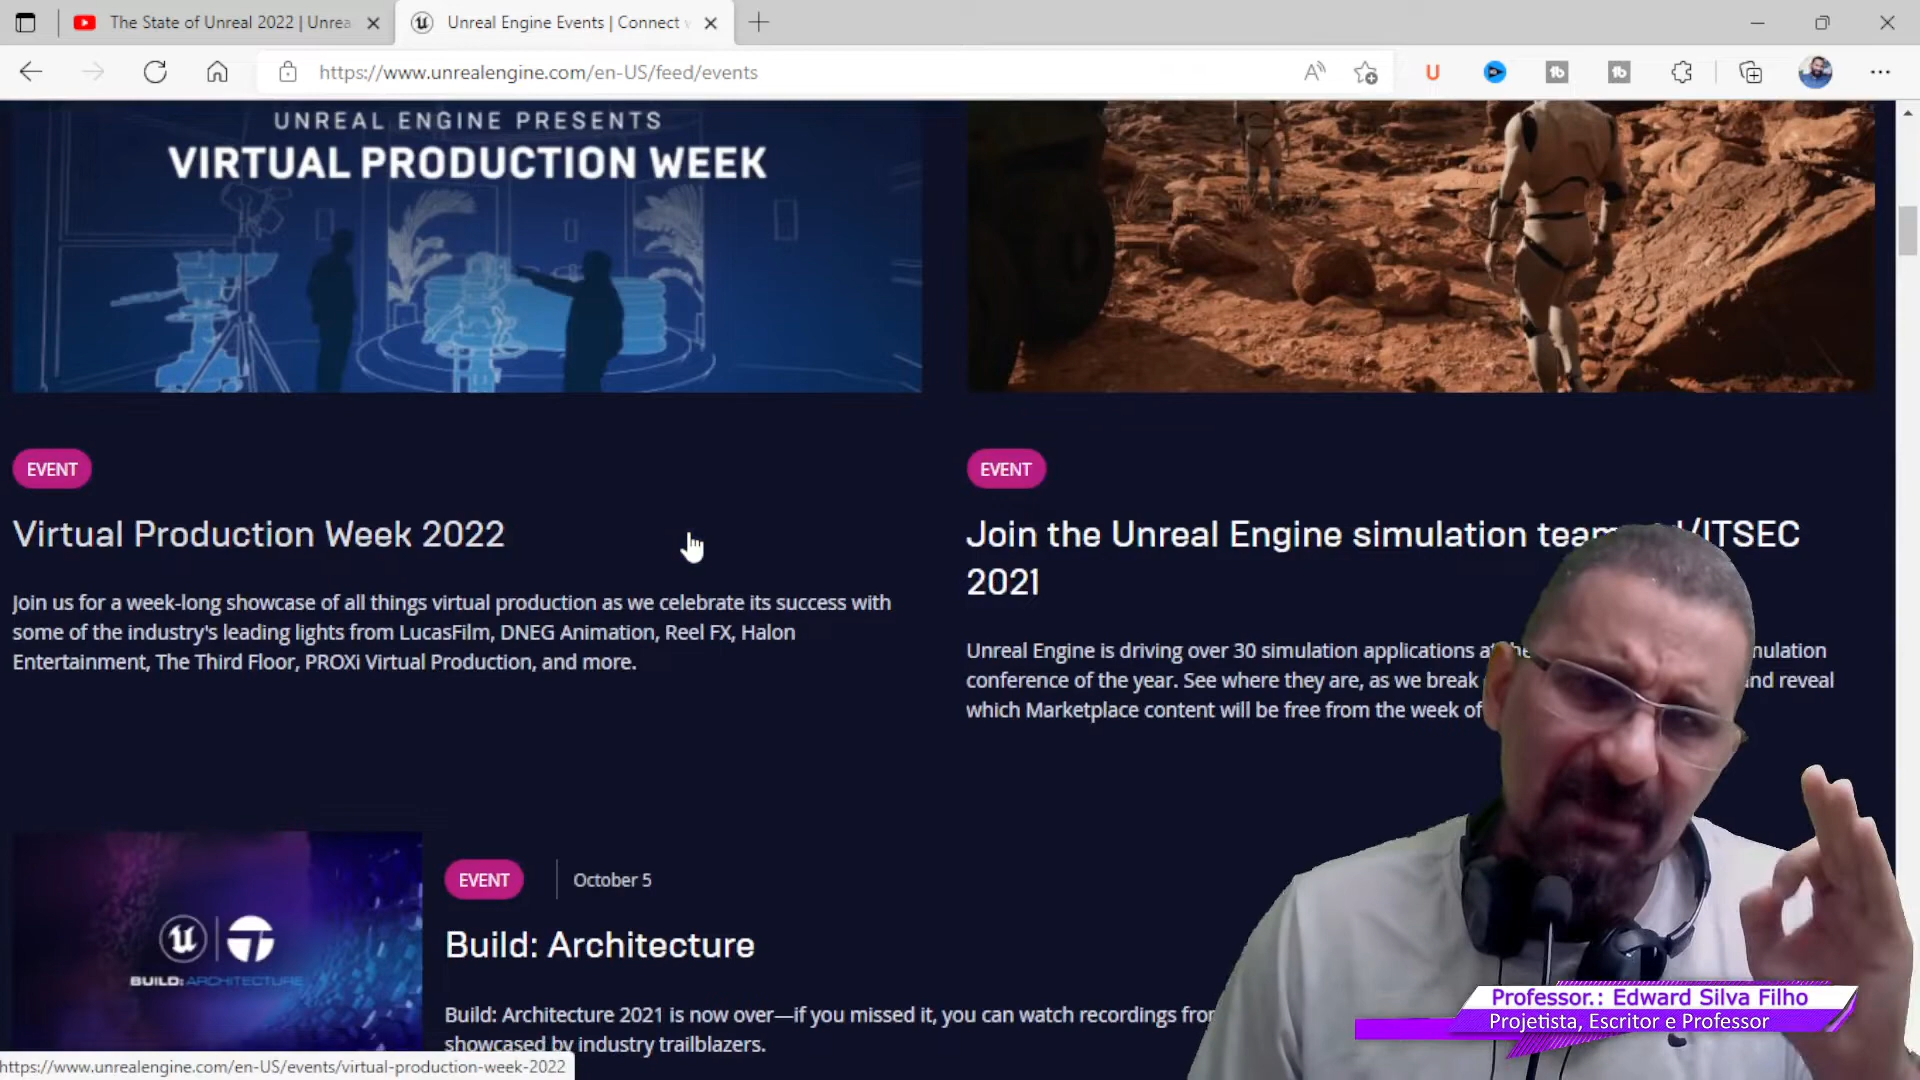 The State of Unreal 2022 | Unrea
Unreal Engine Events | Connect
https://www.unrealengine.com/en-US/feed/events
UNREAL ENGINE PRESENTS
VIRTUAL PRODUCTION WEEK
EVENT
Virtual Production Week 2022
Join us for a week-long showcase of all things virtual production as we celebrate its success with
some of the industry's leading lights from LucasFilm, DNEG Animation, Reel FX, Halon
Entertainment, The Third Floor, PROXi Virtual Production, and more.
EVENT
Join the Unreal Engine simulation team /ITSEC
2021
Unreal Engine is driving over 30 simulation applications
conference of the year. See where they are, as we break nd reveal
which Marketplace content will be free from the week of
EVENT
October 5
Build: Architecture
BUILD: ARCHITECTURE
Build: Architecture 2021 is now over—if you missed it, you can watch recordings
showcased by industry trailblazers.
https://www.unrealengine.com/en-US/events/virtual-production-week-2022
Professor.: Edward Silva Filho
Projetista, Escritor e Professor